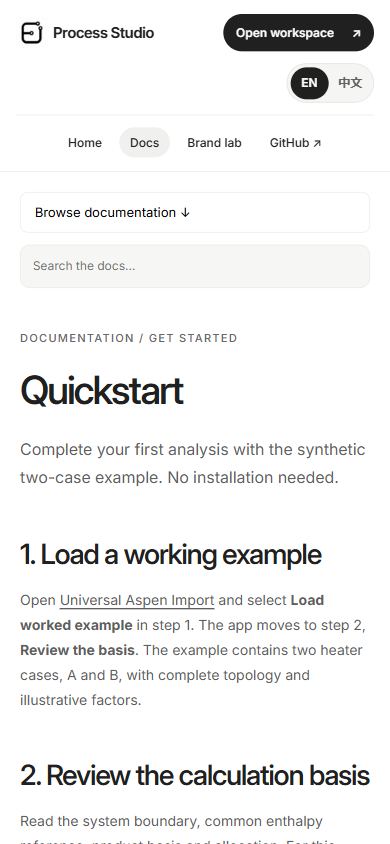 Process Studio
Open workspace ↗
EN 中文
Home Docs Brand lab GitHub ↗
Browse documentation ↓
Search the docs...
DOCUMENTATION / GET STARTED
Quickstart
Complete your first analysis with the synthetic
two-case example. No installation needed.
1. Load a working example
Open Universal Aspen Import and select Load
worked example in step 1. The app moves to step 2,
Review the basis. The example contains two heater
cases, A and B, with complete topology and
illustrative factors.
2. Review the calculation basis
Read the system boundary, common enthalpy